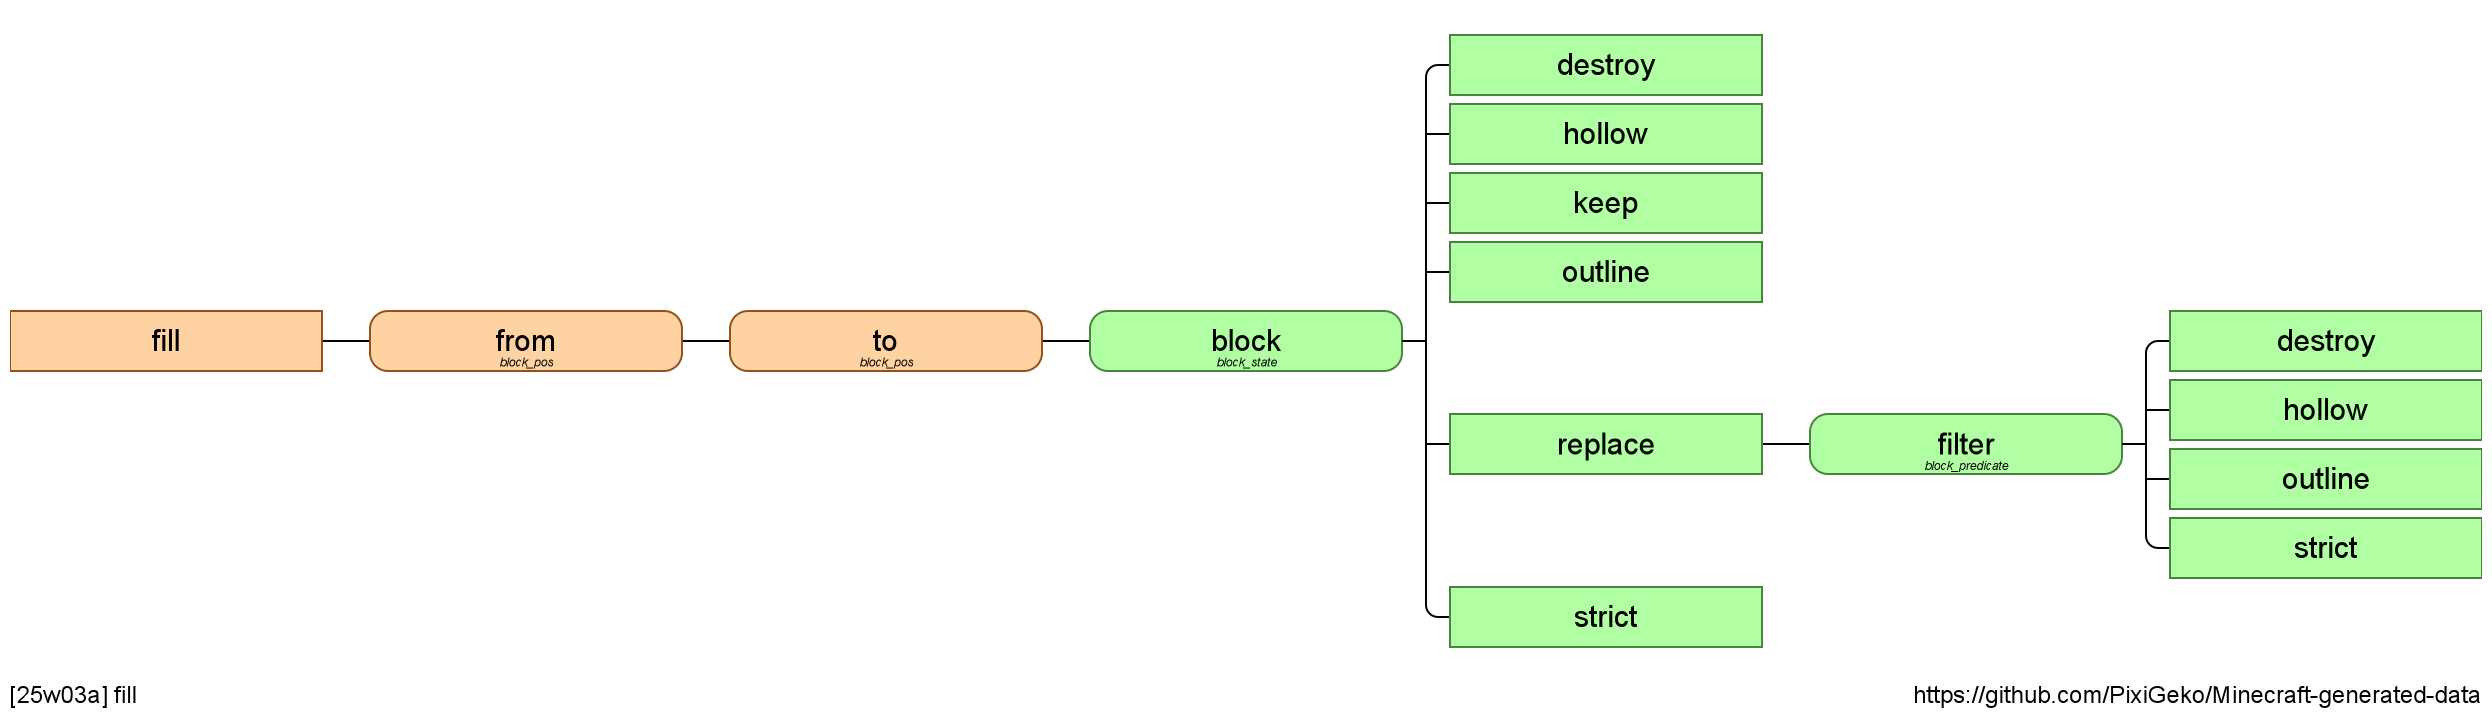 fill
from
block_pos
to
block_pos
block
block_state
destroy
hollow
keep
outline
replace
strict
filter
block_predicate
destroy
hollow
outline
strict
[25w03a] fill
https://github.com/PixiGeko/Minecraft-generated-data